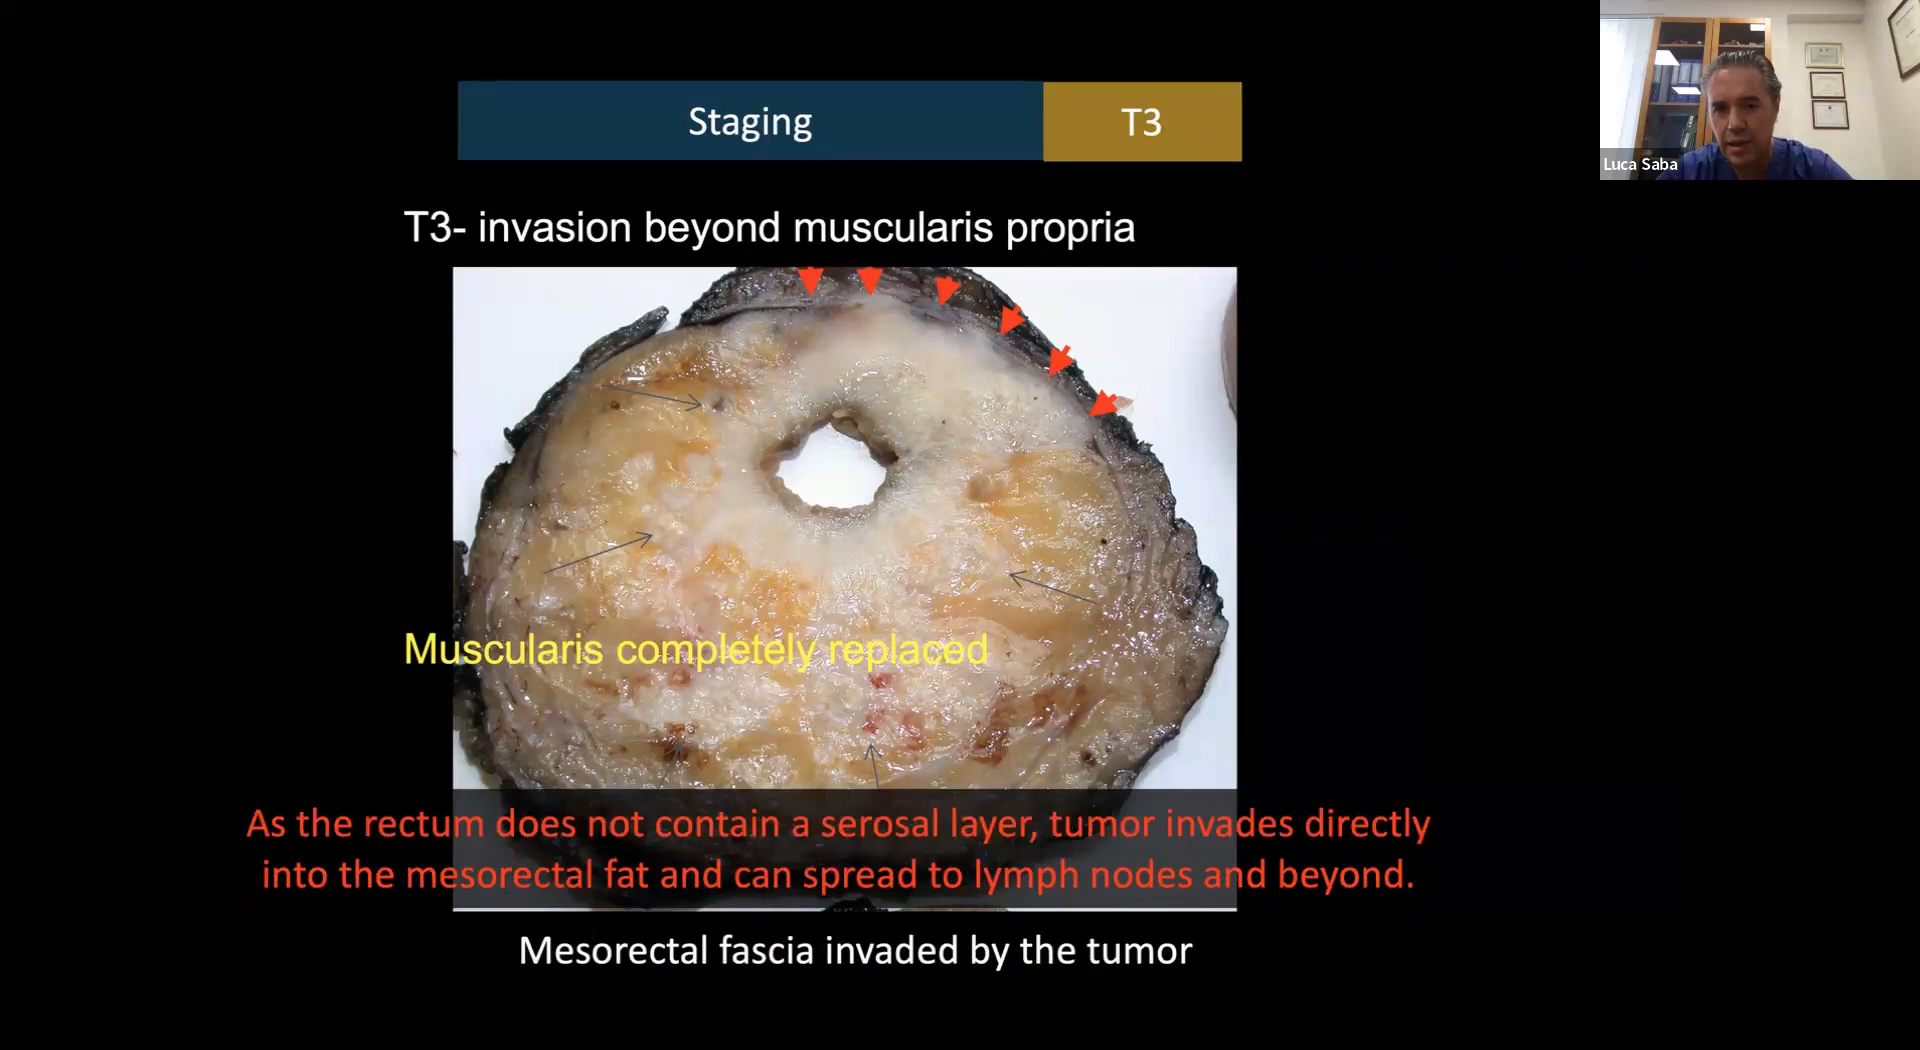 Staging
T3
Luca Saba
T3- invasion beyond muscularis propria
Muscularis completely replaced
As the rectum does not contain a serosal layer, tumor invades directly
into the mesorectal fat and can spread to lymph nodes and beyond.
Mesorectal fascia invaded by the tumor